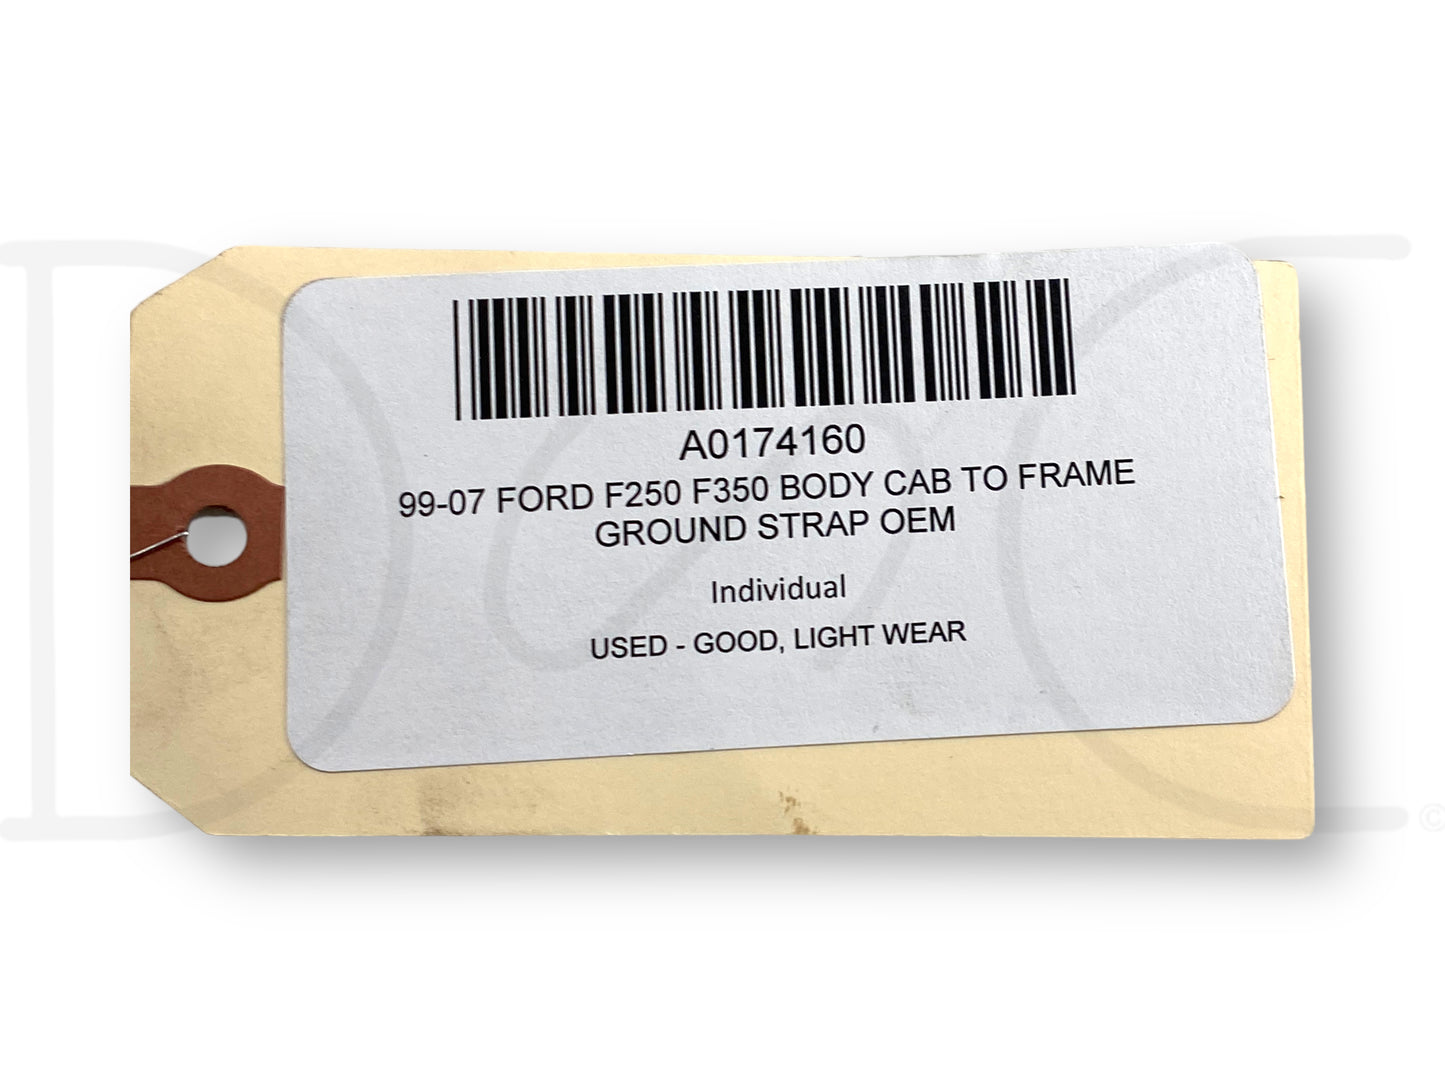 A0174160
99-07 FORD F250 F350 BODY CAB TO FRAME
GROUND STRAP OEM
Individual
USED - GOOD, LIGHT WEAR
©